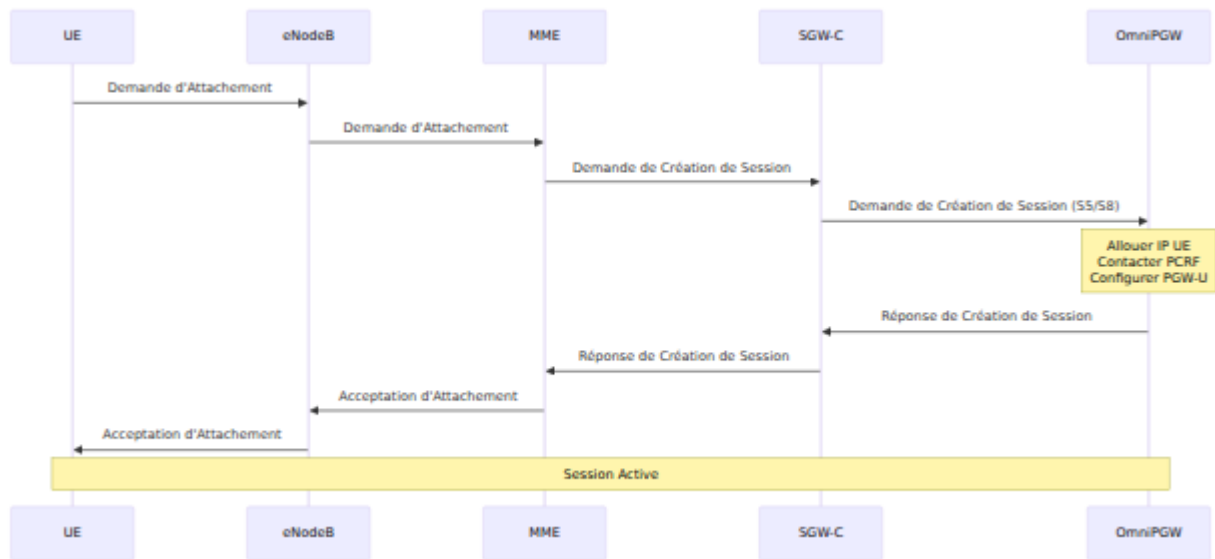 UE
eNodeB
MME
SGW-C
OmniPGW
Demande d'Attachement
Demande d'Attachement
Demande de Création de Session
Demande de Création de Session (S5/S8)
Allouer IP UE
Contacter PCRF
Configurer PGW-U
Réponse de Création de Session
Réponse de Création de Session
Acceptation d'Attachement
Acceptation d'Attachement
Session Active
UE
eNodeB
MME
SGW-C
OmniPGW